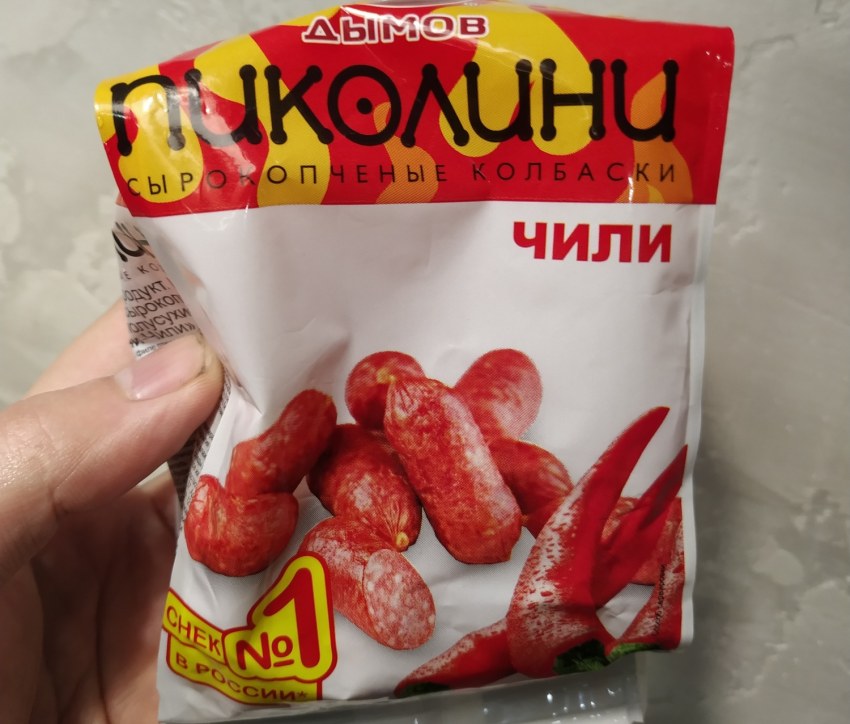 ДЫМОВ
ПИКОЛИНИ
СЫРОКОПЧЕНЫЕ КОЛБАСКИ
ЧИЛИ
СНЕК №1
В РОССИИ*